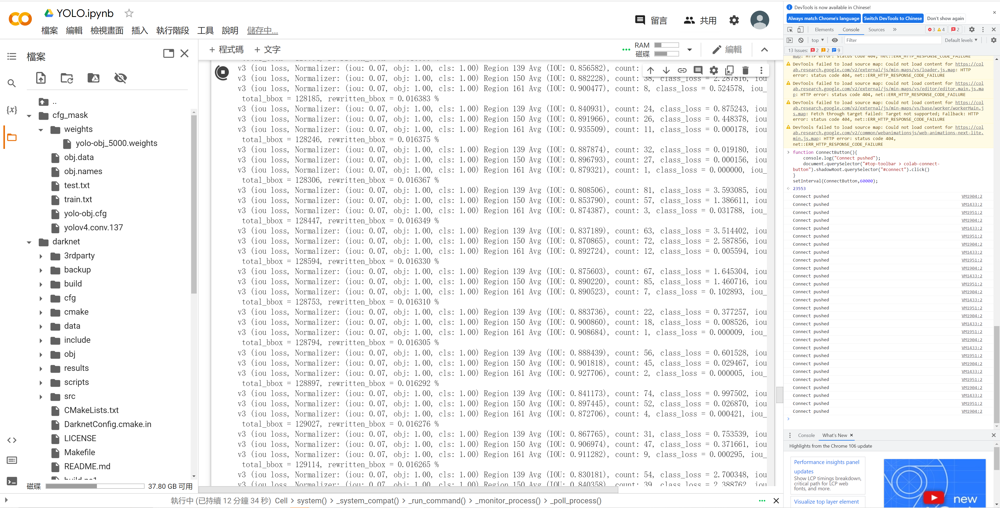 YOLO.ipynb
檔案 編輯 檢視畫面 插入 執行階段 工具 說明 儲存中...
留言 共用
檔案
..
cfg_mask
weights
yolo-obj_5000.weights
obj.data
obj.names
test.txt
train.txt
yolo-obj.cfg
yolov4.conv.137
darknet
3rdparty
backup
build
cfg
cmake
data
include
obj
results
scripts
src
CMakeLists.txt
DarknetConfig.cmake.in
LICENSE
Makefile
README.md
磁碟 37.80 GB 可用
+ 程式碼 + 文字
RAM
磁碟
編輯
v3 (iou loss, Normalizer: (iou: 0.07, obj: 1.00, cls: 1.00) Region 139 Avg (IOU: 0.856582), count:
v3 (iou loss, Normalizer: (iou: 0.07, obj: 1.00, cls: 1.00) Region 150 Avg (IOU: 0.882228), count: 38, class_loss = 2.287816, iou
v3 (iou loss, Normalizer: (iou: 0.07, obj: 1.00, cls: 1.00) Region 161 Avg (IOU: 0.900477), count: 8, class_loss = 0.524578, iou_
total_bbox = 128185, rewritten_bbox = 0.016383 %
v3 (iou loss, Normalizer: (iou: 0.07, obj: 1.00, cls: 1.00) Region 139 Avg (IOU: 0.840931), count: 24, class_loss = 0.875243, iou
v3 (iou loss, Normalizer: (iou: 0.07, obj: 1.00, cls: 1.00) Region 150 Avg (IOU: 0.891966), count: 26, class_loss = 0.448378, iou
v3 (iou loss, Normalizer: (iou: 0.07, obj: 1.00, cls: 1.00) Region 161 Avg (IOU: 0.935509), count: 11, class_loss = 0.000178, iou
total_bbox = 128246, rewritten_bbox = 0.016375 %
v3 (iou loss, Normalizer: (iou: 0.07, obj: 1.00, cls: 1.00) Region 139 Avg (IOU: 0.887874), count: 32, class_loss = 0.019180, iou
v3 (iou loss, Normalizer: (iou: 0.07, obj: 1.00, cls: 1.00) Region 150 Avg (IOU: 0.896793), count: 27, class_loss = 0.000156, iou
v3 (iou loss, Normalizer: (iou: 0.07, obj: 1.00, cls: 1.00) Region 161 Avg (IOU: 0.879321), count: 1, class_loss = 0.000000, iou_
total_bbox = 128306, rewritten_bbox = 0.016367 %
v3 (iou loss, Normalizer: (iou: 0.07, obj: 1.00, cls: 1.00) Region 139 Avg (IOU: 0.808506), count: 81, class_loss = 3.593085, iou
v3 (iou loss, Normalizer: (iou: 0.07, obj: 1.00, cls: 1.00) Region 150 Avg (IOU: 0.853790), count: 57, class_loss = 1.386611, iou
v3 (iou loss, Normalizer: (iou: 0.07, obj: 1.00, cls: 1.00) Region 161 Avg (IOU: 0.874387), count: 3, class_loss = 0.031788, iou_
total_bbox = 128447, rewritten_bbox = 0.016349 %
v3 (iou loss, Normalizer: (iou: 0.07, obj: 1.00, cls: 1.00) Region 139 Avg (IOU: 0.837189), count: 63, class_loss = 3.514402, iou
v3 (iou loss, Normalizer: (iou: 0.07, obj: 1.00, cls: 1.00) Region 150 Avg (IOU: 0.870865), count: 72, class_loss = 2.587856, iou
v3 (iou loss, Normalizer: (iou: 0.07, obj: 1.00, cls: 1.00) Region 161 Avg (IOU: 0.892724), count: 12, class_loss = 0.005594, iou
total_bbox = 128594, rewritten_bbox = 0.016330 %
v3 (iou loss, Normalizer: (iou: 0.07, obj: 1.00, cls: 1.00) Region 139 Avg (IOU: 0.875603), count: 67, class_loss = 1.645304, iou
v3 (iou loss, Normalizer: (iou: 0.07, obj: 1.00, cls: 1.00) Region 150 Avg (IOU: 0.890220), count: 85, class_loss = 1.460716, iou
v3 (iou loss, Normalizer: (iou: 0.07, obj: 1.00, cls: 1.00) Region 161 Avg (IOU: 0.890523), count: 7, class_loss = 0.102893, iou_
total_bbox = 128753, rewritten_bbox = 0.016310 %
v3 (iou loss, Normalizer: (iou: 0.07, obj: 1.00, cls: 1.00) Region 139 Avg (IOU: 0.883736), count: 22, class_loss = 0.377257, iou
v3 (iou loss, Normalizer: (iou: 0.07, obj: 1.00, cls: 1.00) Region 150 Avg (IOU: 0.900860), count: 18, class_loss = 0.008526, iou
v3 (iou loss, Normalizer: (iou: 0.07, obj: 1.00, cls: 1.00) Region 161 Avg (IOU: 0.908684), count: 1, class_loss = 0.000009, iou_
total_bbox = 128794, rewritten_bbox = 0.016305 %
v3 (iou loss, Normalizer: (iou: 0.07, obj: 1.00, cls: 1.00) Region 139 Avg (IOU: 0.888439), count: 56, class_loss = 0.601528, iou
v3 (iou loss, Normalizer: (iou: 0.07, obj: 1.00, cls: 1.00) Region 150 Avg (IOU: 0.901818), count: 45, class_loss = 0.029467, iou
v3 (iou loss, Normalizer: (iou: 0.07, obj: 1.00, cls: 1.00) Region 161 Avg (IOU: 0.927706), count: 2, class_loss = 0.000005, iou_
total_bbox = 128897, rewritten_bbox = 0.016292 %
v3 (iou loss, Normalizer: (iou: 0.07, obj: 1.00, cls: 1.00) Region 139 Avg (IOU: 0.841173), count: 74, class_loss = 0.997502, iou
v3 (iou loss, Normalizer: (iou: 0.07, obj: 1.00, cls: 1.00) Region 150 Avg (IOU: 0.897445), count: 52, class_loss = 0.026870, iou
v3 (iou loss, Normalizer: (iou: 0.07, obj: 1.00, cls: 1.00) Region 161 Avg (IOU: 0.872706), count: 4, class_loss = 0.000421, iou_
total_bbox = 129027, rewritten_bbox = 0.016276 %
v3 (iou loss, Normalizer: (iou: 0.07, obj: 1.00, cls: 1.00) Region 139 Avg (IOU: 0.867765), count: 31, class_loss = 0.753539, iou
v3 (iou loss, Normalizer: (iou: 0.07, obj: 1.00, cls: 1.00) Region 150 Avg (IOU: 0.906974), count: 47, class_loss = 0.371661, iou
v3 (iou loss, Normalizer: (iou: 0.07, obj: 1.00, cls: 1.00) Region 161 Avg (IOU: 0.911282), count: 9, class_loss = 0.000295, iou_
total_bbox = 129114, rewritten_bbox = 0.016265 %
v3 (iou loss, Normalizer: (iou: 0.07, obj: 1.00, cls: 1.00) Region 139 Avg (IOU: 0.830181), count: 54, class_loss = 2.700348, iou
v3 (iou loss, Normalizer: (iou: 0.07, obj: 1.00, cls: 1.00) Region 150 Avg (IOU: 0.840358), count: 39, class_loss = 2.388762, iou
執行中 (已持續 12 分鐘 34 秒) Cell > system() > _system_compat() > _run_command() > _monitor_process() > _poll_process()
DevTools is now available in Chinese!
Always match Chrome's language Switch DevTools to Chinese Don't show again
Elements Console Sources 3 4 2
top Filter Default levels
13 Issues: 2 2 9
map: HTTP error: status code 404, net::ERR_HTTP_RESPONSE_CODE_FAILURE
DevTools failed to load source map: Could not load content for https://col
ab.research.google.com/v2/external/js/min-maps/vs/loader.js.map: HTTP
error: status code 404, net::ERR_HTTP_RESPONSE_CODE_FAILURE
DevTools failed to load source map: Could not load content for https://col
ab.research.google.com/v2/external/js/min-maps/vs/editor/editor.main.js.ma
p: HTTP error: status code 404, net::ERR_HTTP_RESPONSE_CODE_FAILURE
DevTools failed to load source map: Could not load content for https://col
ab.research.google.com/v2/external/js/min-maps/vs/base/worker/workerMain.j
s.map: Fetch through target failed: Target not supported; Fallback: HTTP
error: status code 404, net::ERR_HTTP_RESPONSE_CODE_FAILURE
DevTools failed to load source map: Could not load content for https://col
ab.research.google.com/v2/common/webanimationsjs/web-animations-next-lite.
min.js.map: HTTP error: status code 404,
net::ERR_HTTP_RESPONSE_CODE_FAILURE
function ConnectButton(){
console.log("Connect pushed");
document.querySelector("#top-toolbar > colab-connect-
button").shadowRoot.querySelector("#connect").click()
}
setInterval(ConnectButton,60000);
23553
Connect pushed VM1904:2
Connect pushed VM1433:2
Connect pushed VM1951:2
Connect pushed VM1904:2
Connect pushed VM1433:2
Connect pushed VM1951:2
Connect pushed VM1904:2
Connect pushed VM1433:2
Connect pushed VM1951:2
Connect pushed VM1904:2
Connect pushed VM1433:2
Connect pushed VM1951:2
Connect pushed VM1904:2
Connect pushed VM1433:2
Connect pushed VM1951:2
Connect pushed VM1904:2
Connect pushed VM1433:2
Connect pushed VM1951:2
Connect pushed VM1904:2
Connect pushed VM1433:2
Connect pushed VM1951:2
Connect pushed VM1904:2
Connect pushed VM1433:2
Connect pushed VM1951:2
Connect pushed VM1904:2
Connect pushed VM1433:2
Connect pushed VM1951:2
Connect pushed VM1904:2
Console What's New
Highlights from the Chrome 106 update
Performance insights panel
updates
Show LCP timings breakdown,
critical path for LCP web
fonts, and more.
Visualize top layer element
new